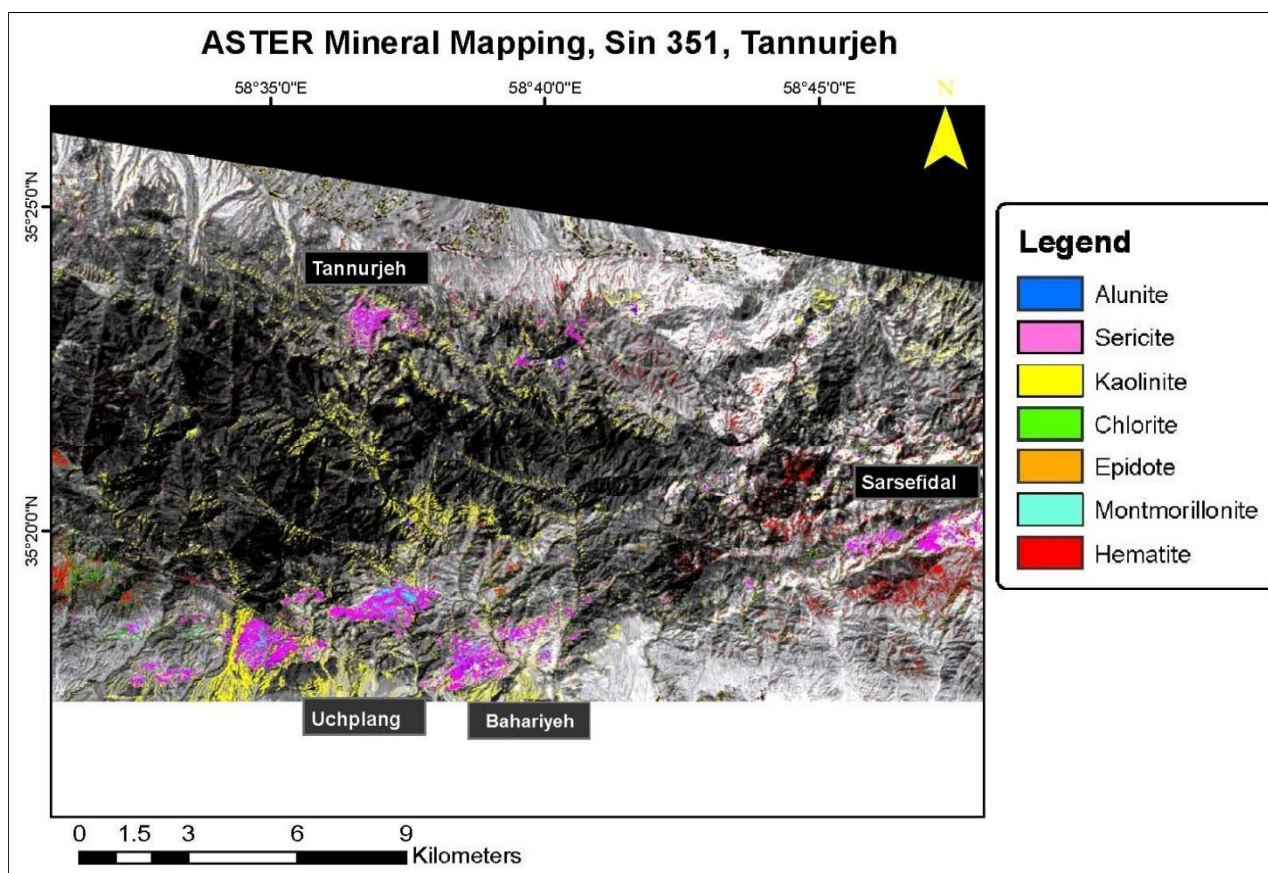 ASTER Mineral Mapping, Sin 351, Tannurjeh
58°35'0"E 58°40'0"E 58°45'0"E
N
35°25'0"N
Tannurjeh
Sarsefidal
35°20'0"N
Uchplang
Bahariyeh
0 1.5 3 6 9
Kilometers
Legend
Alunite
Sericite
Kaolinite
Chlorite
Epidote
Montmorillonite
Hematite